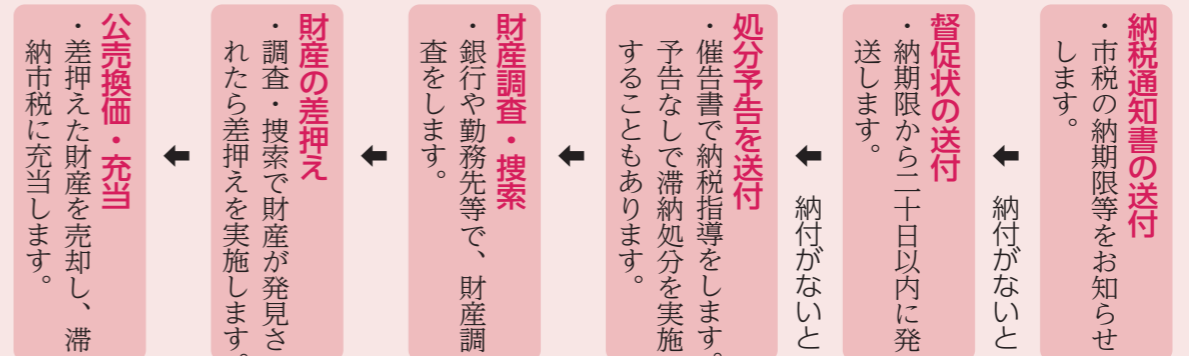 納税通知書の送付
・市税の納期限等をお知らせ
します。
納付がないと
督促状の送付
・納期限から二十日以内に発
送します。
納付がないと
処分予告を送付
・催告書で納税指導をします。
予告なしで滞納処分を実施
することもあります。
財産調査・捜索
・銀行や勤務先等で、財産調
査をします。
財産の差押え
・調査・捜索で財産が発見さ
れたら差押えを実施します。
公売換価・充当
・差押えた財産を売却し、滞
納市税に充当します。